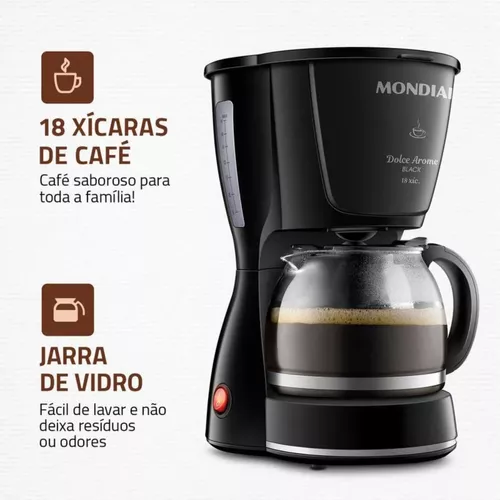 18 XÍCARAS
DE CAFÉ
Café saboroso para
toda a família!
JARRA
DE VIDRO
Fácil de lavar e não
deixa resíduos
ou odores
MONDIAL
Dolce Arome
BLACK
18 xic.